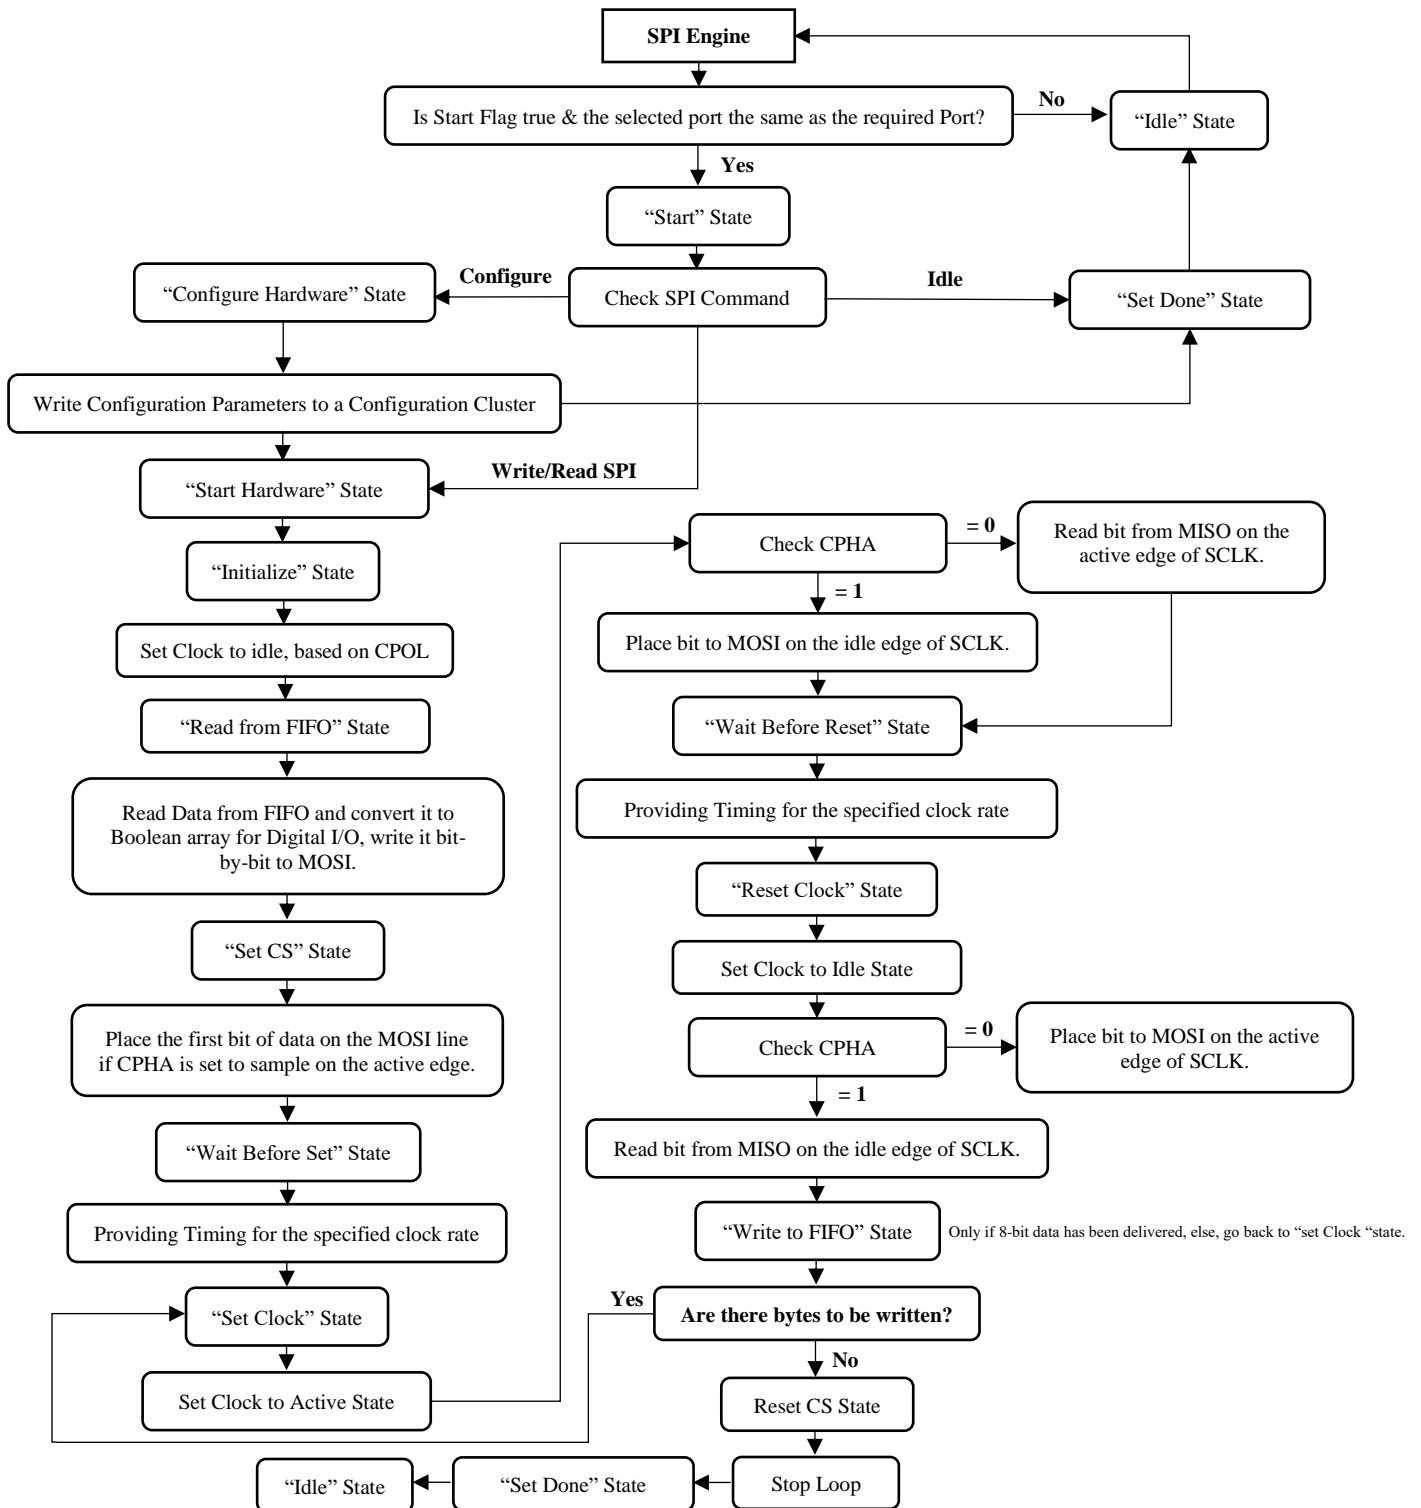 SPI Engine
Is Start Flag true & the selected port the same as the required Port?
No
“Idle” State
Yes
“Start” State
Configure
“Configure Hardware” State
Check SPI Command
Idle
“Set Done” State
Write Configuration Parameters to a Configuration Cluster
Write/Read SPI
“Start Hardware” State
“Initialize” State
Set Clock to idle, based on CPOL
“Read from FIFO” State
Read Data from FIFO and convert it to
Boolean array for Digital I/O, write it bit-
by-bit to MOSI.
“Set CS” State
Place the first bit of data on the MOSI line
if CPHA is set to sample on the active edge.
“Wait Before Set” State
Providing Timing for the specified clock rate
“Set Clock” State
Set Clock to Active State
Check CPHA
= 0
Read bit from MISO on the
active edge of SCLK.
= 1
Place bit to MOSI on the idle edge of SCLK.
“Wait Before Reset” State
Providing Timing for the specified clock rate
“Reset Clock” State
Set Clock to Idle State
Check CPHA
= 0
Place bit to MOSI on the active
edge of SCLK.
= 1
Read bit from MISO on the idle edge of SCLK.
“Write to FIFO” State
Only if 8-bit data has been delivered, else, go back to “set Clock “state.
Are there bytes to be written?
Yes
No
Reset CS State
Stop Loop
“Set Done” State
“Idle” State